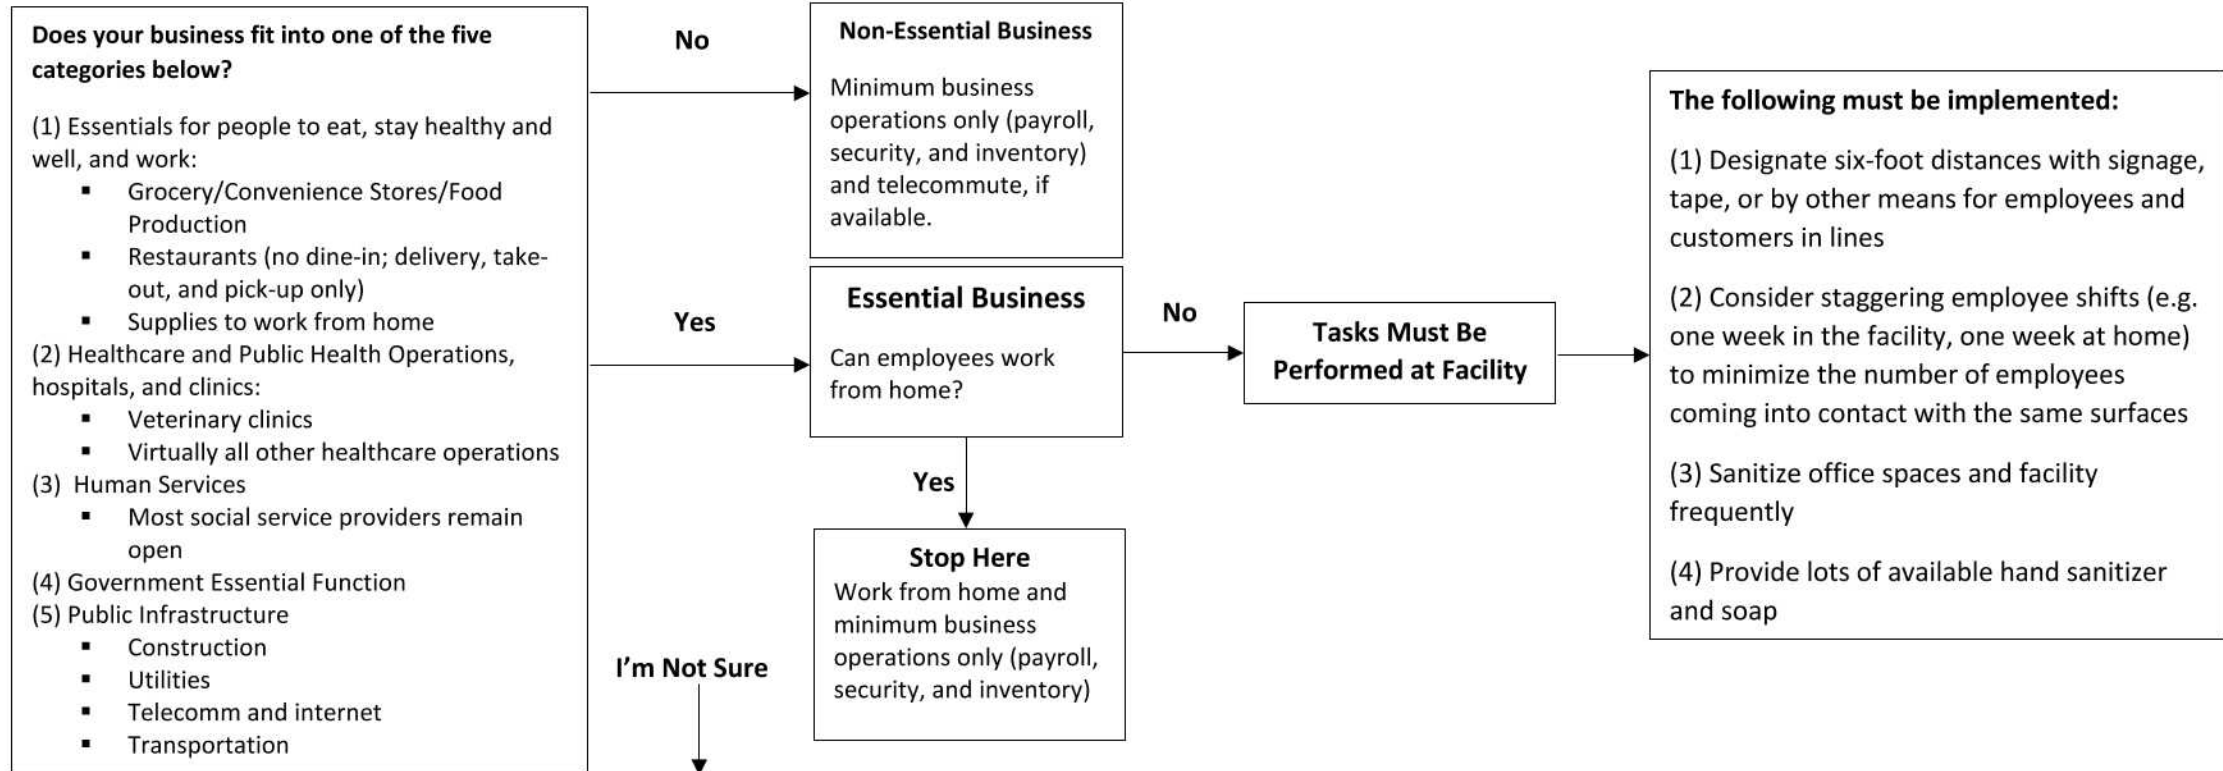 Does your business fit into one of the five
categories below?
(1) Essentials for people to eat, stay healthy and
well, and work:
▪ Grocery/Convenience Stores/Food
Production
▪ Restaurants (no dine-in; delivery, take-
out, and pick-up only)
▪ Supplies to work from home
(2) Healthcare and Public Health Operations,
hospitals, and clinics:
▪ Veterinary clinics
▪ Virtually all other healthcare operations
(3) Human Services
▪ Most social service providers remain
open
(4) Government Essential Function
(5) Public Infrastructure
▪ Construction
▪ Utilities
▪ Telecomm and internet
▪ Transportation
No
Non-Essential Business
Minimum business
operations only (payroll,
security, and inventory)
and telecommute, if
available.
Yes
Essential Business
Can employees work
from home?
Yes
Stop Here
Work from home and
minimum business
operations only (payroll,
security, and inventory)
I'm Not Sure
No
Tasks Must Be
Performed at Facility
The following must be implemented:
(1) Designate six-foot distances with signage,
tape, or by other means for employees and
customers in lines
(2) Consider staggering employee shifts (e.g.
one week in the facility, one week at home)
to minimize the number of employees
coming into contact with the same surfaces
(3) Sanitize office spaces and facility
frequently
(4) Provide lots of available hand sanitizer
and soap